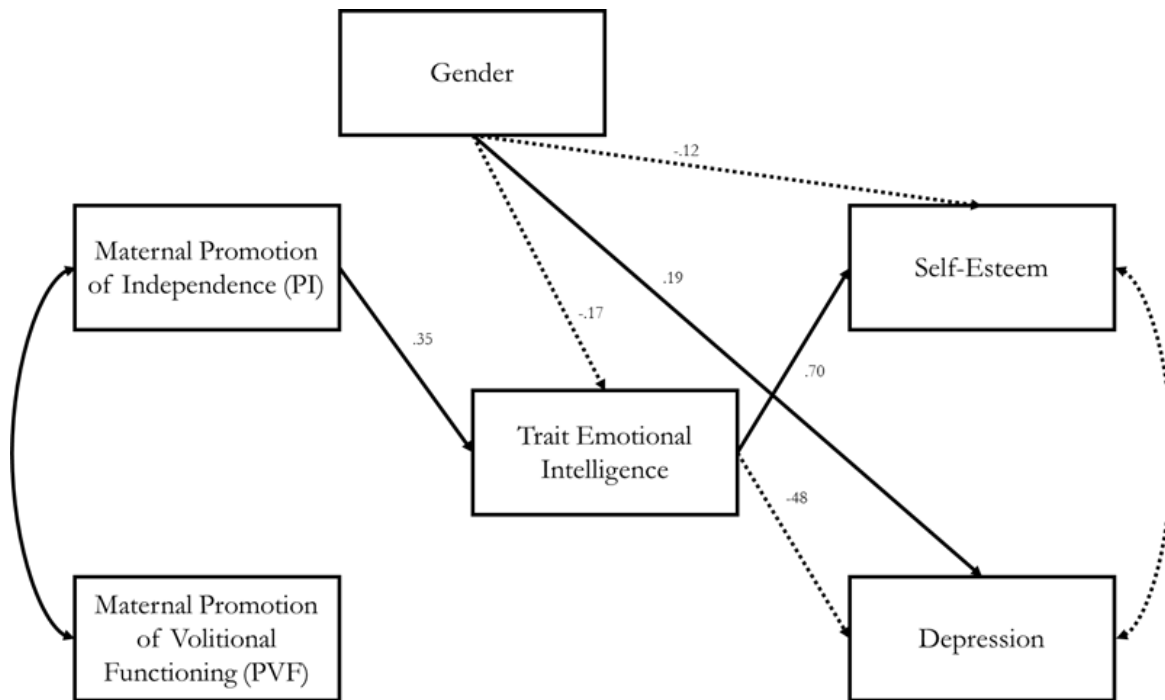 Gender
-.12
Maternal Promotion
of Independence (PI)
Self-Esteem
.19
-.17
.35
.70
Trait Emotional
Intelligence
-48
Maternal Promotion
of Volitional
Functioning (PVF)
Depression